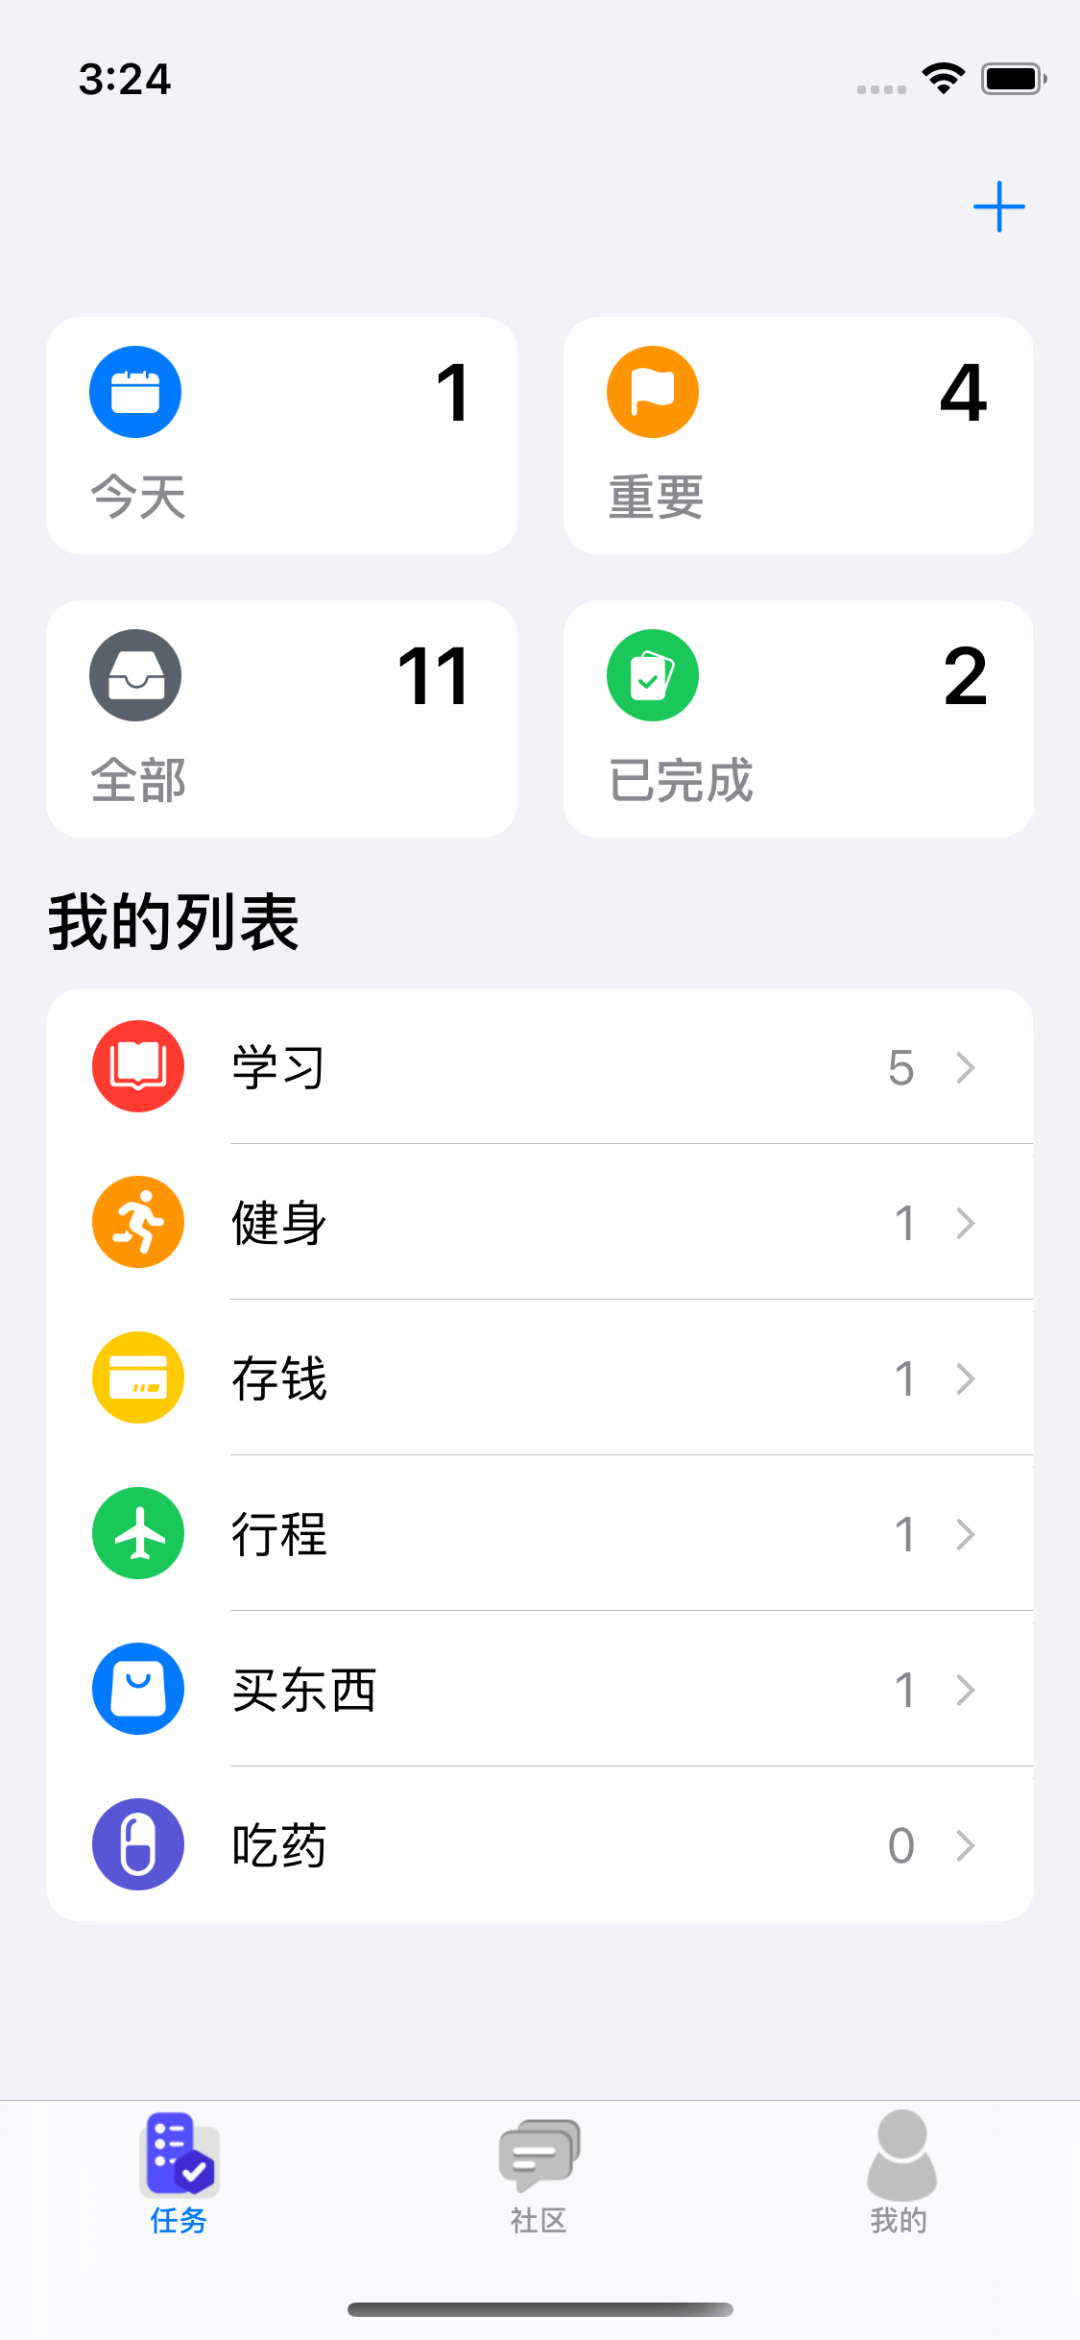 3:24
1
今天
4
重要
11
全部
2
已完成
我的列表
学习 5
健身 1
存钱 1
行程 1
买东西 1
吃药 0
任务
社区
我的